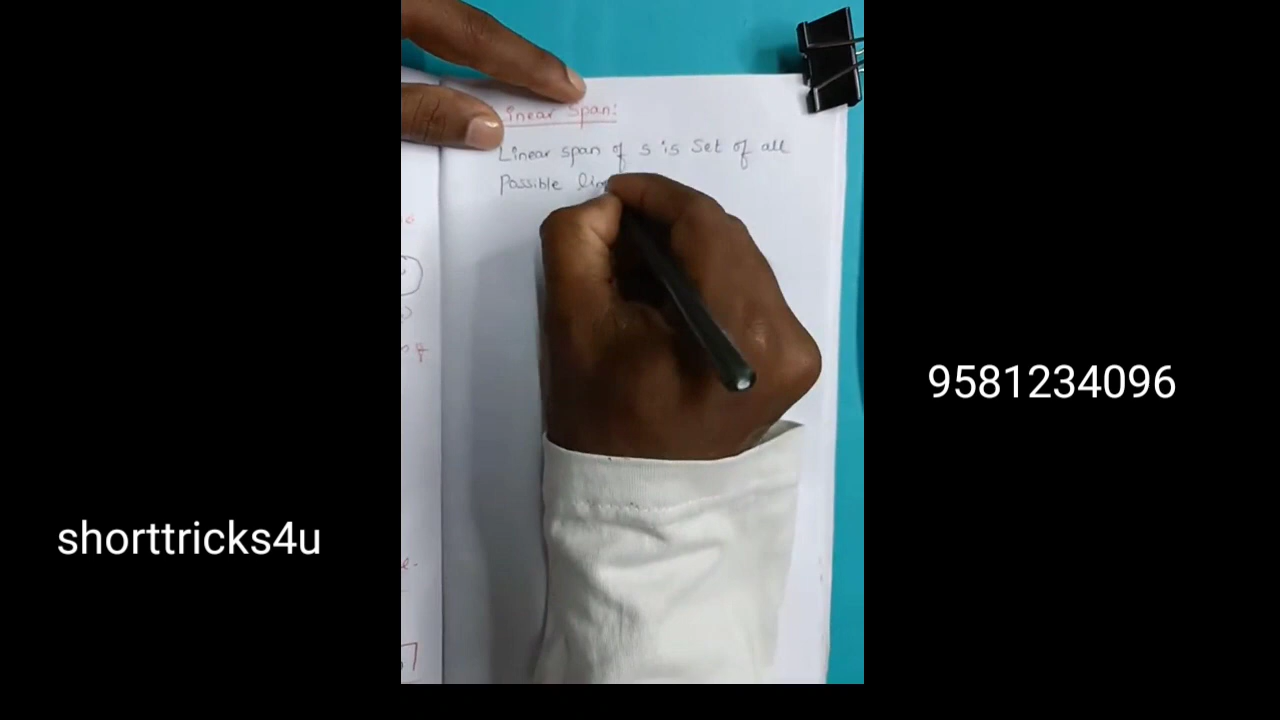 Linear Span:
Linear span of S is Set of all
Possible
9581234096
shorttricks4u